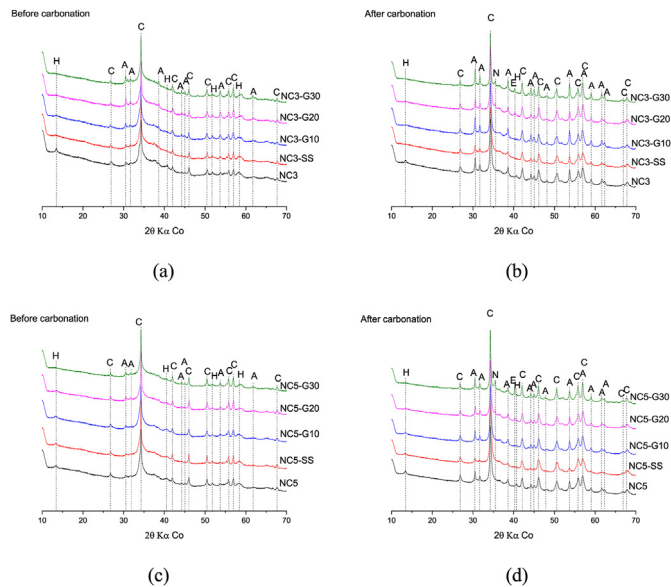 Before carbonation
C
H C A A A H C A A C C H A C C H A C
NC3-G30
NC3-G20
NC3-G10
NC3-SS
NC3
10 20 30 40 50 60 70
2θ Kα Co
(a)
After carbonation
C
H C A A N A E H C A A C A C A C A C A A C C
NC3-G30
NC3-G20
NC3-G10
NC3-SS
NC3
10 20 30 40 50 60 70
2θ Kα Co
(b)
Before carbonation
C
H C A A H C A A C C H A C C H A C
NC5-G30
NC5-G20
NC5-G10
NC5-SS
NC5
10 20 30 40 50 60 70
2θ Kα Co
(c)
After carbonation
C
H C A A N A E H C A A C A C A C A A A C C
NC5-G30
NC5-G20
NC5-G10
NC5-SS
NC5
10 20 30 40 50 60 70
2θ Kα Co
(d)